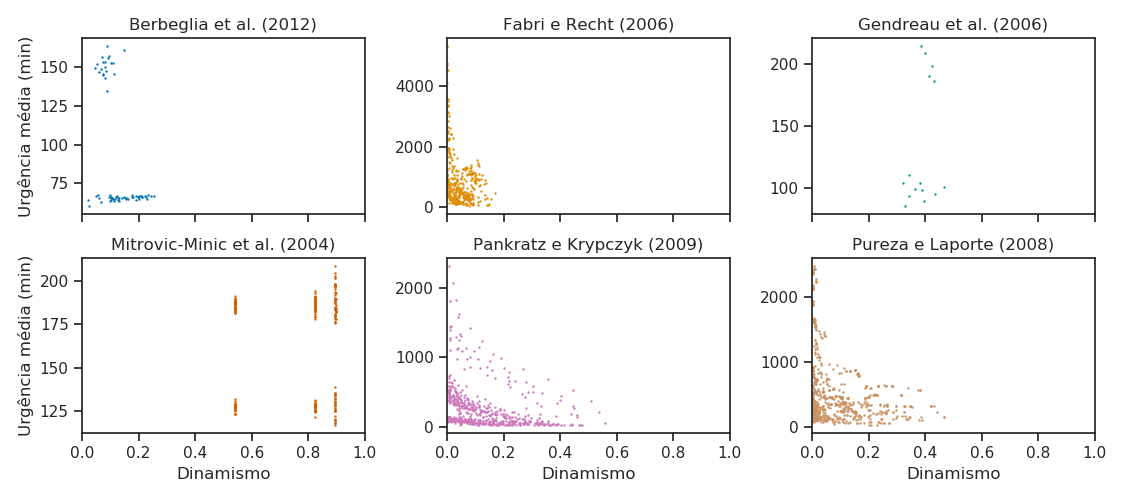 Berbeglia et al. (2012)
Fabri e Recht (2006)
Gendreau et al. (2006)
Urgência média (min)
150
125
100
75
4000
2000
0
200
150
100
Mitrovic-Minic et al. (2004)
Pankratz e Krypczyk (2009)
Pureza e Laporte (2008)
Urgência média (min)
200
175
150
125
2000
1000
0
2000
1000
0
0.0 0.2 0.4 0.6 0.8 1.0
0.0 0.2 0.4 0.6 0.8 1.0
0.0 0.2 0.4 0.6 0.8 1.0
Dinamismo
Dinamismo
Dinamismo